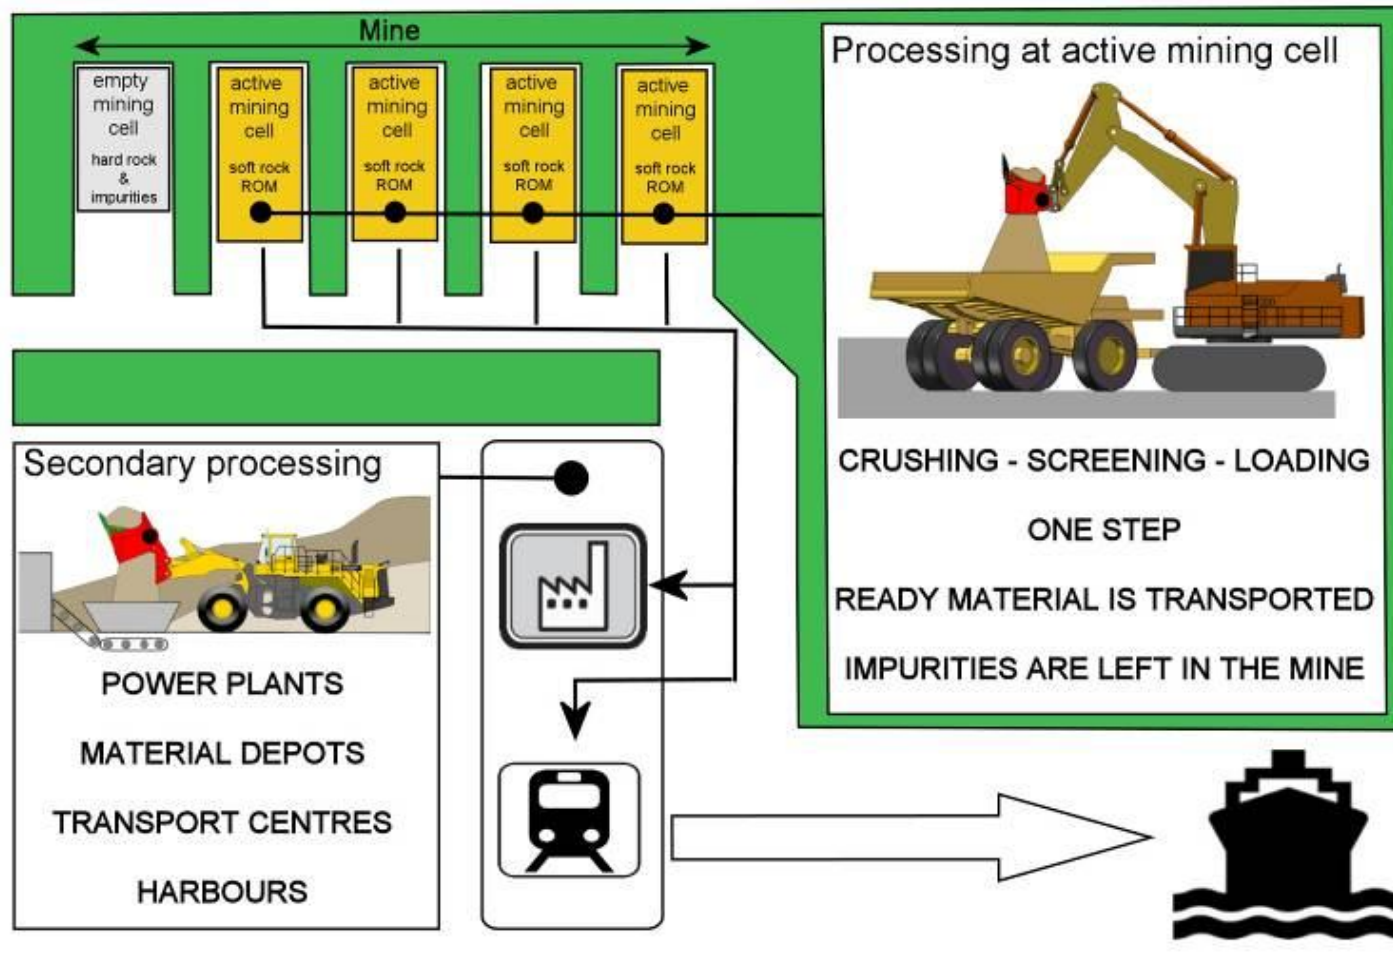 Mine
empty
mining
cell
hard rock
&
impurities
active
mining
cell
soft rock
ROM
active
mining
cell
soft rock
ROM
active
mining
cell
soft rock
ROM
active
mining
cell
soft rock
ROM
Processing at active mining cell
CRUSHING - SCREENING - LOADING
ONE STEP
READY MATERIAL IS TRANSPORTED
IMPURITIES ARE LEFT IN THE MINE
Secondary processing
POWER PLANTS
MATERIAL DEPOTS
TRANSPORT CENTRES
HARBOURS